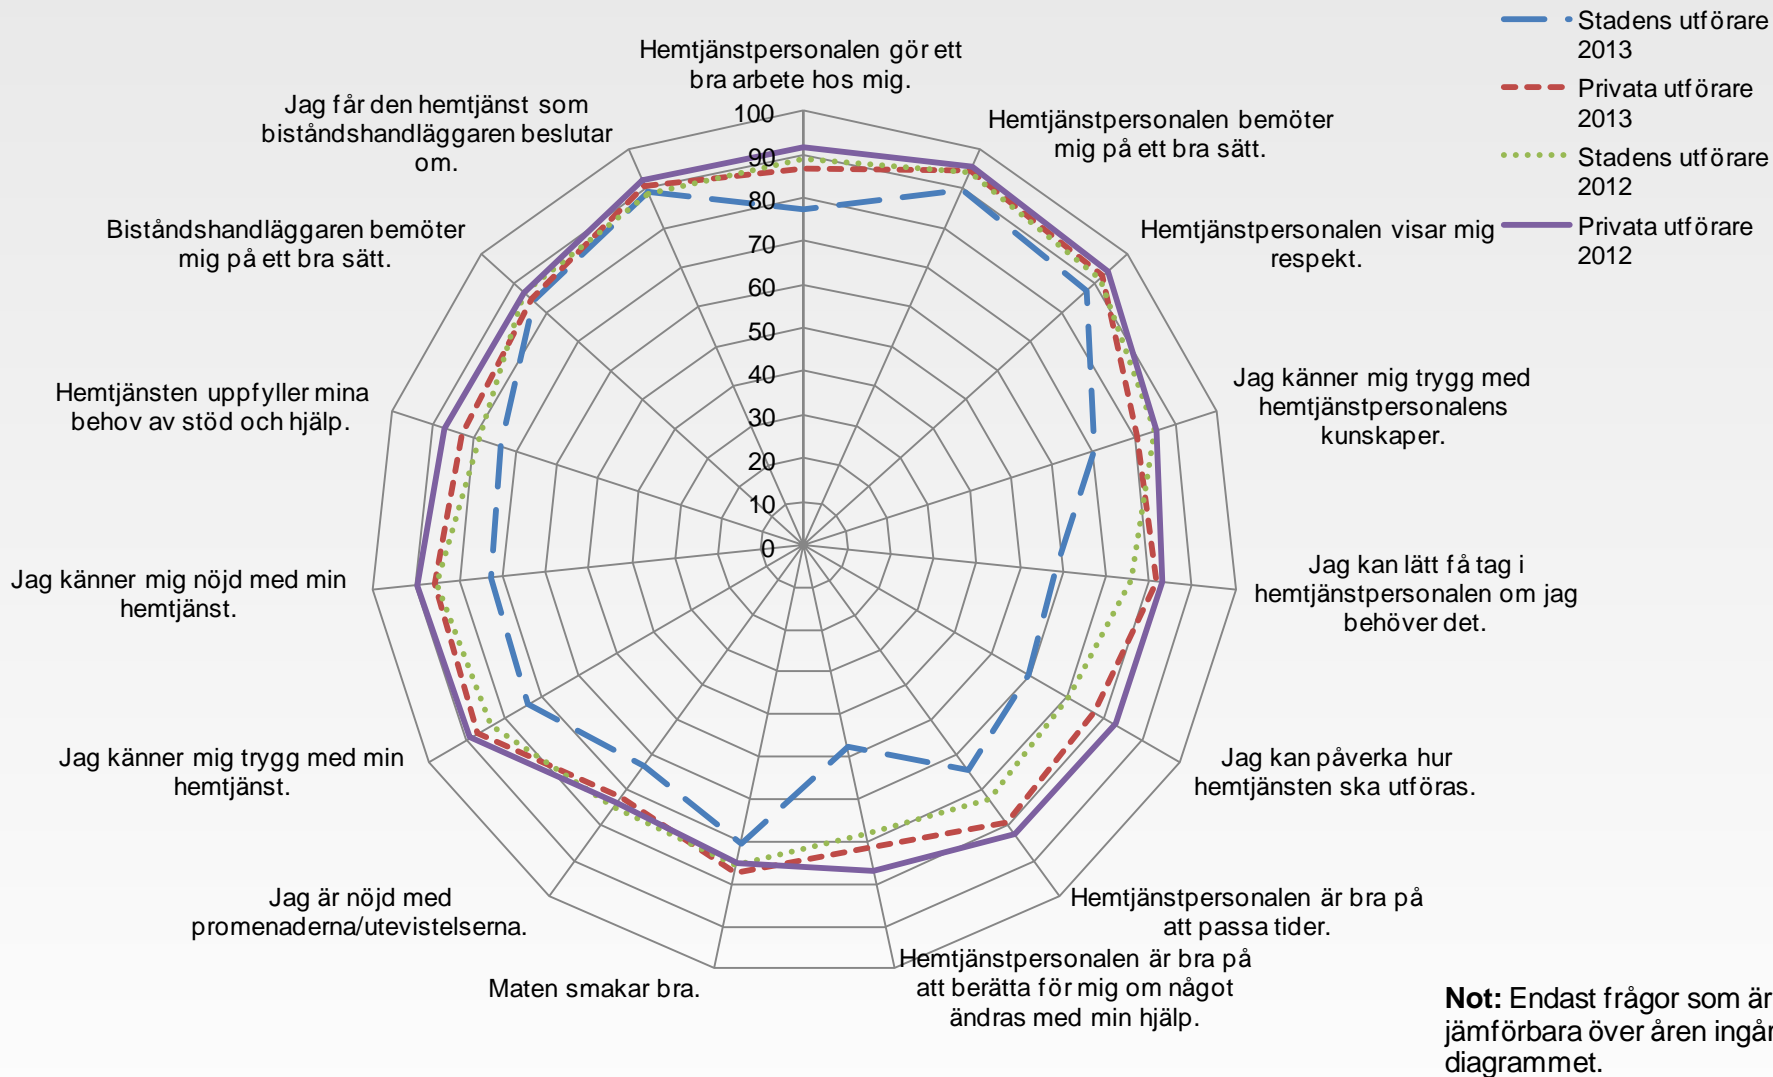 Stadens utförare
2013
Privata utförare
2013
Stadens utförare
2012
Privata utförare
2012
Hemtjänstpersonalen gör ett
bra arbete hos mig.
Hemtjänstpersonalen bemöter
mig på ett bra sätt.
Hemtjänstpersonalen visar mig
respekt.
Jag känner mig trygg med
hemtjänstpersonalens
kunskaper.
Jag kan lätt få tag i
hemtjänstpersonalen om jag
behöver det.
Jag kan påverka hur
hemtjänsten ska utföras.
Hemtjänstpersonalen är bra på
att passa tider.
Hemtjänstpersonalen är bra på
att berätta för mig om något
ändras med min hjälp.
Maten smakar bra.
Jag är nöjd med
promenaderna/utevistelserna.
Jag känner mig trygg med min
hemtjänst.
Jag känner mig nöjd med min
hemtjänst.
Hemtjänsten uppfyller mina
behov av stöd och hjälp.
Biståndshandläggaren bemöter
mig på ett bra sätt.
Jag får den hemtjänst som
biståndshandläggaren beslutar
om.
100
90
80
70
60
50
40
30
20
10
0
Not: Endast frågor som är
jämförbara över åren ingår
diagrammet.